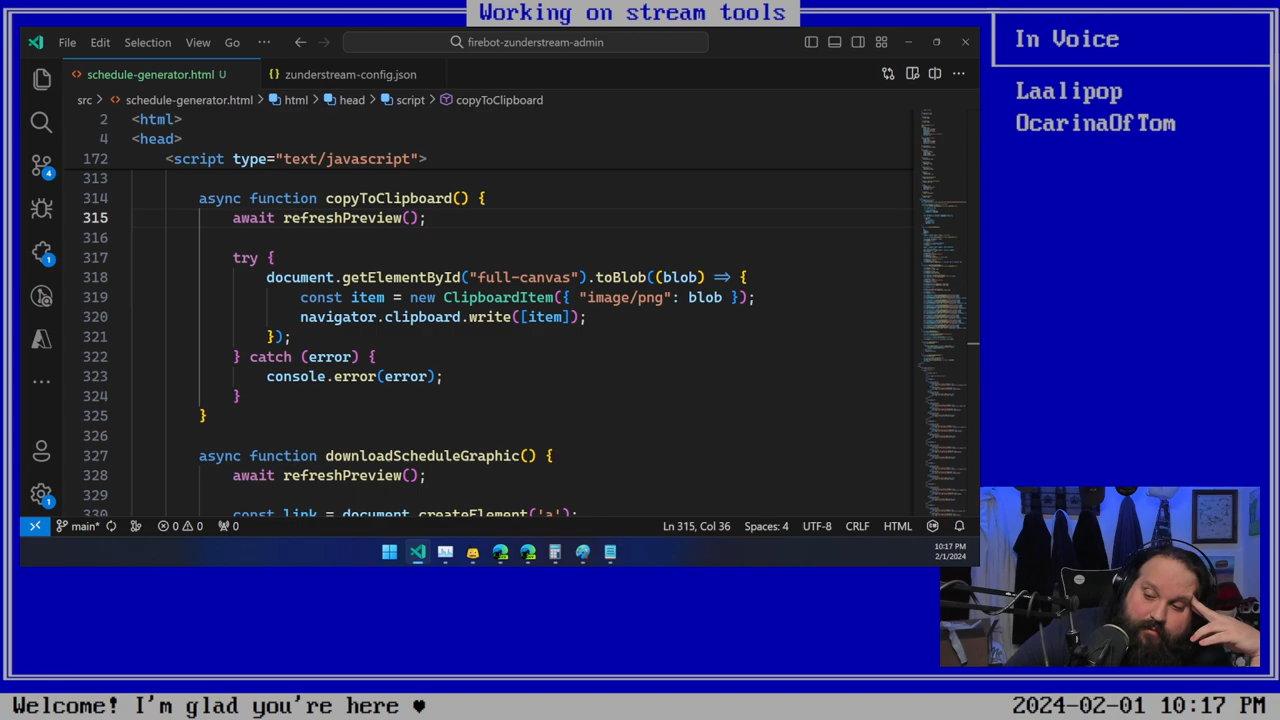 Working on stream tools
File Edit Selection View Go
firebot-zunderstream-admin
schedule-generator.html U
zunderstream-config.json
src > schedule-generator.html > html > head > script > copyToClipboard
2 <html>
4 ead>
172 <script type="text/javascript">
313
314 async function copyToClipboard() {
315 await refreshPreview();
316
317 {
318 document.getElementById(" canvas").toBlob((blob) => {
319 item new ClipboardItem({ "image/png": blob });
320 navigator.clipboard.write([item]);
321 });
322 catch (error) {
323 console.error(error);
324
325 }
326
327 async function downloadScheduleGraphic() {
328 await refreshPreview();
329
330 link = document.createElement('a');
main* 0 0
Ln 315, Col 36 Spaces: 4 UTF-8 CRLF HTML
10:17 PM
2/1/2024
In Voice
Laalipop
OcarinaOfTom
Welcome! I'm glad you're here ♥
2024-02-01 10:17 PM